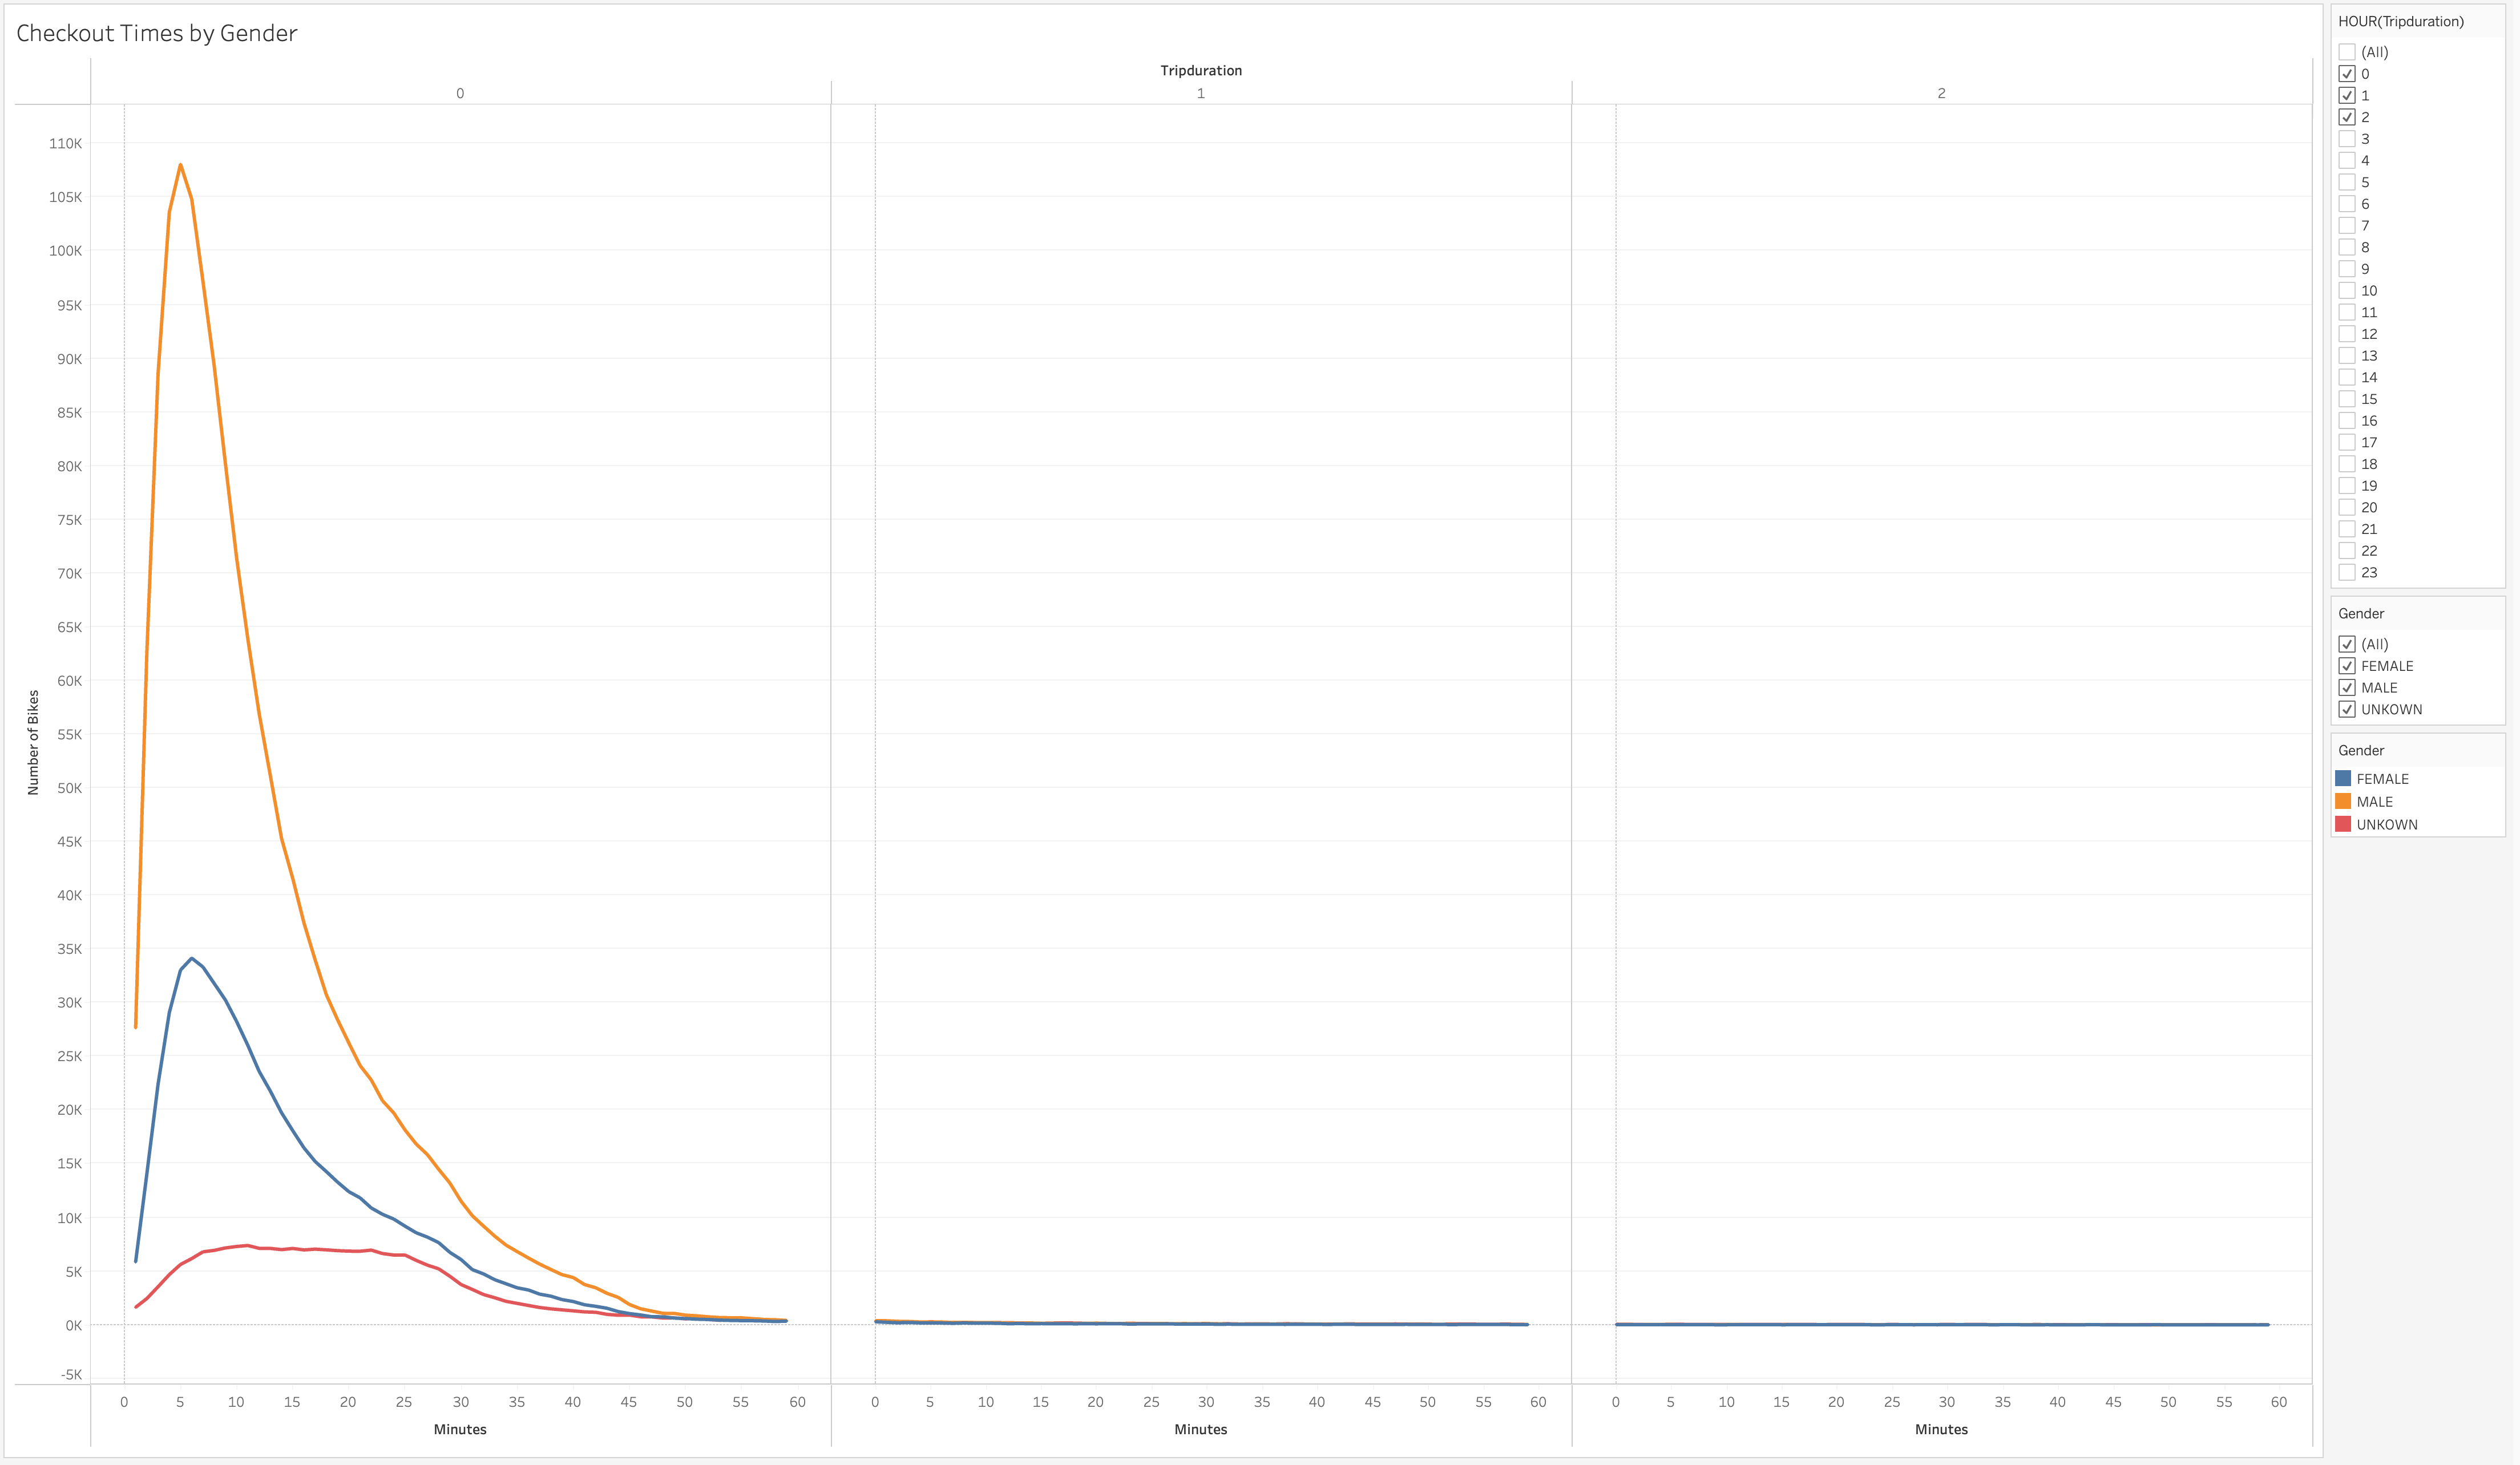 Checkout Times by Gender
Tripduration
0 1 2
110K
105K
100K
95K
90K
85K
80K
75K
70K
65K
60K
55K
50K
45K
40K
35K
30K
25K
20K
15K
10K
5K
0K
-5K
Number of Bikes
0 5 10 15 20 25 30 35 40 45 50 55 60 0 5 10 15 20 25 30 35 40 45 50 55 60 0 5 10 15 20 25 30 35 40 45 50 55 60
Minutes Minutes Minutes
HOUR(Tripduration)
(All)
0
1
2
3
4
5
6
7
8
9
10
11
12
13
14
15
16
17
18
19
20
21
22
23
Gender
(All)
FEMALE
MALE
UNKOWN
Gender
FEMALE
MALE
UNKOWN